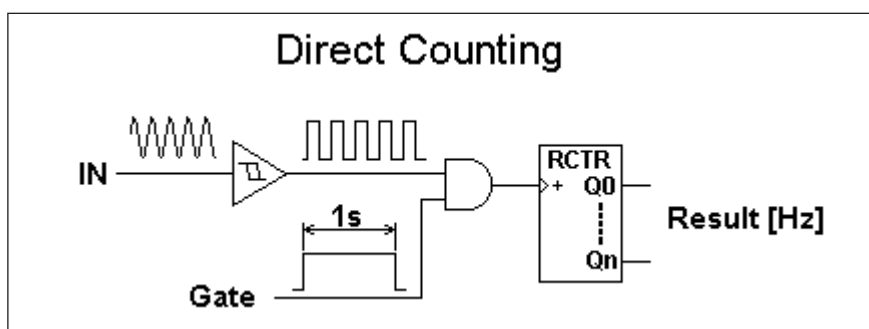 Direct Counting
IN
RCTR
+ Q0
1s
Result [Hz]
Qn
Gate